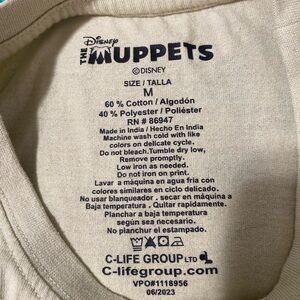 Disney
THE MUPPETS
©DISNEY
SIZE / TALLA
M
60 % Cotton / Algodón
40 % Polyester / Poliéster
RN # 86947
Made in India / Hecho En India
Machine wash cold with like
colors on delicate cycle.
Do not bleach.Tumble dry low,
Remove promptly.
Low iron as needed.
Do not iron on print.
Lavar a máquina en agua fria con
colores similares en ciclo delicado.
No usar blanqueador . secar en máquina a
Baja temperatura . Quitar rapidamente.
Planchar a baja temperatura
según sea necesario.
No planchur el estampado.
C-LIFE GROUP LTD
C-lifegroup.com
VPO#1118956
06/2023